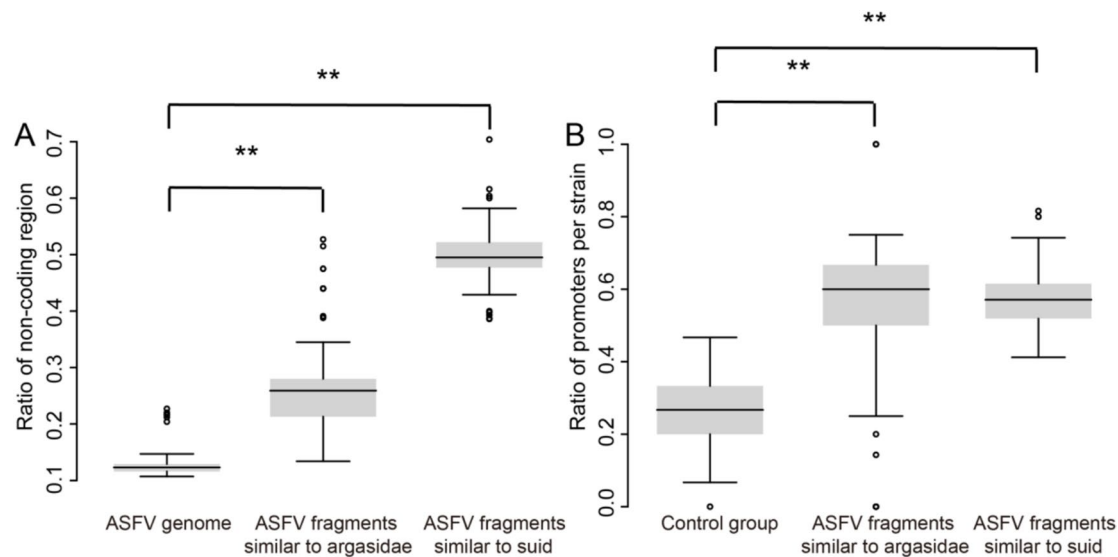 A
Ratio of non-coding region
0.7
0.6
0.5
0.4
0.3
0.2
0.1
**
**
ASFV genome
ASFV fragments
similar to argasidae
ASFV fragments
similar to suid
B
Ratio of promoters per strain
1.0
0.8
0.6
0.4
0.2
0.0
**
**
Control group
ASFV fragments
similar to argasidae
ASFV fragments
similar to suid